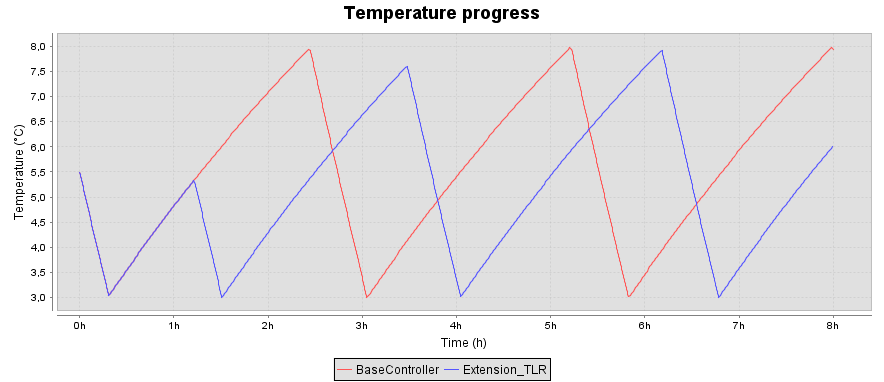 Temperature progress
Temperature (°C)
8,0
7,5
7,0
6,5
6,0
5,5
5,0
4,5
4,0
3,5
3,0
0h 1h 2h 3h 4h 5h 6h 7h 8h
Time (h)
BaseController Extension_TLR